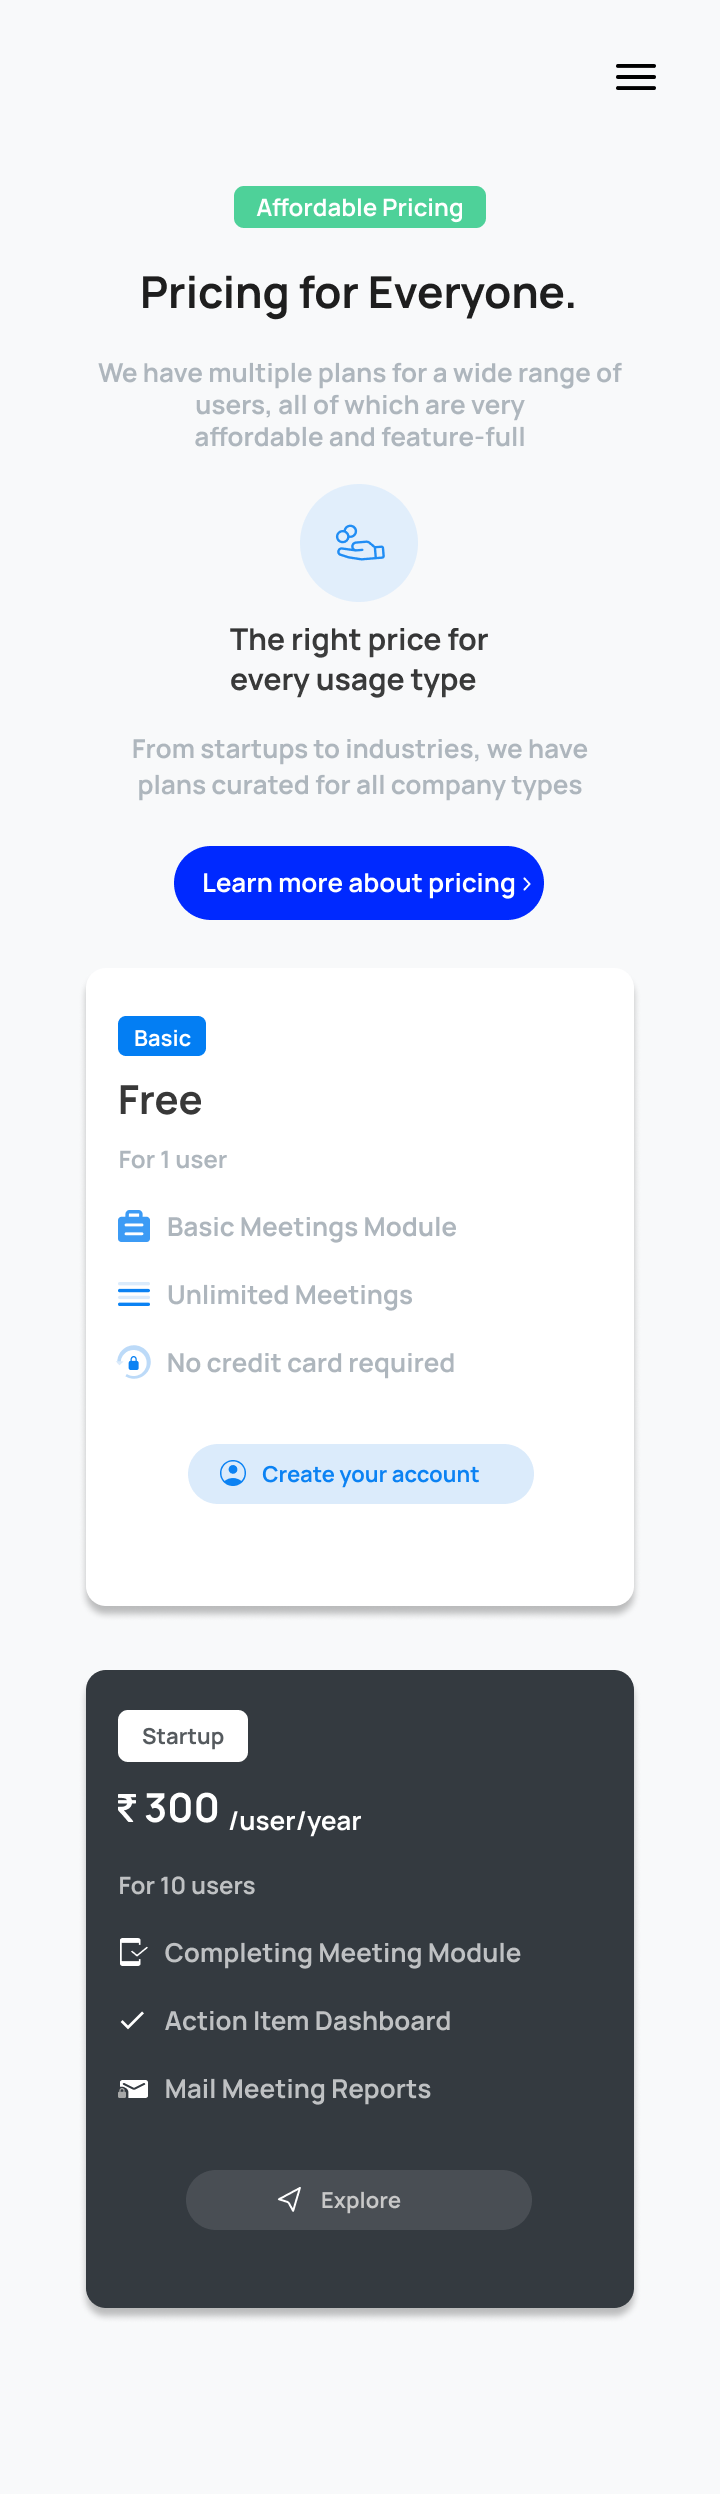 Affordable Pricing
Pricing for Everyone.
We have multiple plans for a wide range of
users, all of which are very
affordable and feature-full
The right price for
every usage type
From startups to industries, we have
plans curated for all company types
Learn more about pricing ›
Basic
Free
For 1 user
Basic Meetings Module
Unlimited Meetings
No credit card required
Create your account
Startup
₹ 300 /user/year
For 10 users
Completing Meeting Module
Action Item Dashboard
Mail Meeting Reports
Explore